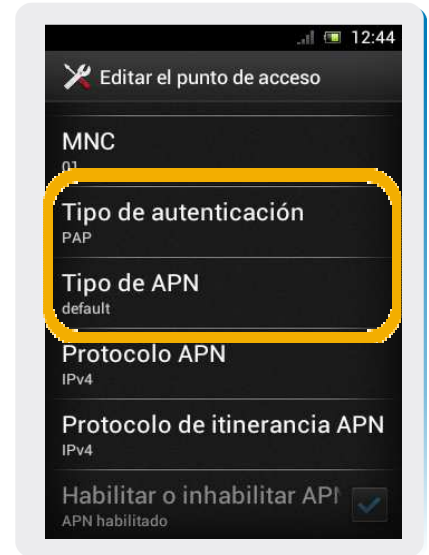 12:44
Editar el punto de acceso
MNC
01
Tipo de autenticación
PAP
Tipo de APN
default
Protocolo APN
IPv4
Protocolo de itinerancia APN
IPv4
Habilitar o inhabilitar AP
APN habilitado